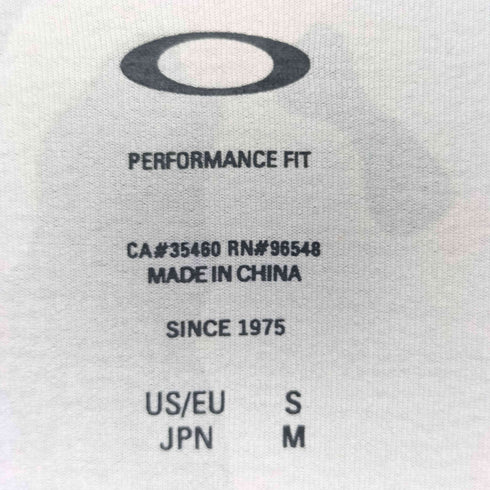 PERFORMANCE FIT
CA#35460 RN#96548
MADE IN CHINA
SINCE 1975
US/EU S
JPN M